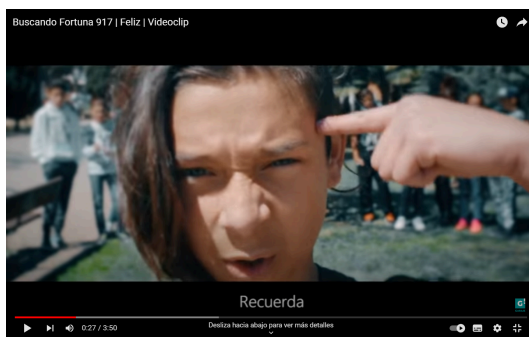 Buscando Fortuna 917 | Feliz | Videoclip
Recuerda
G
0:27 / 3:50
Desliza hacia abajo para ver más detalles